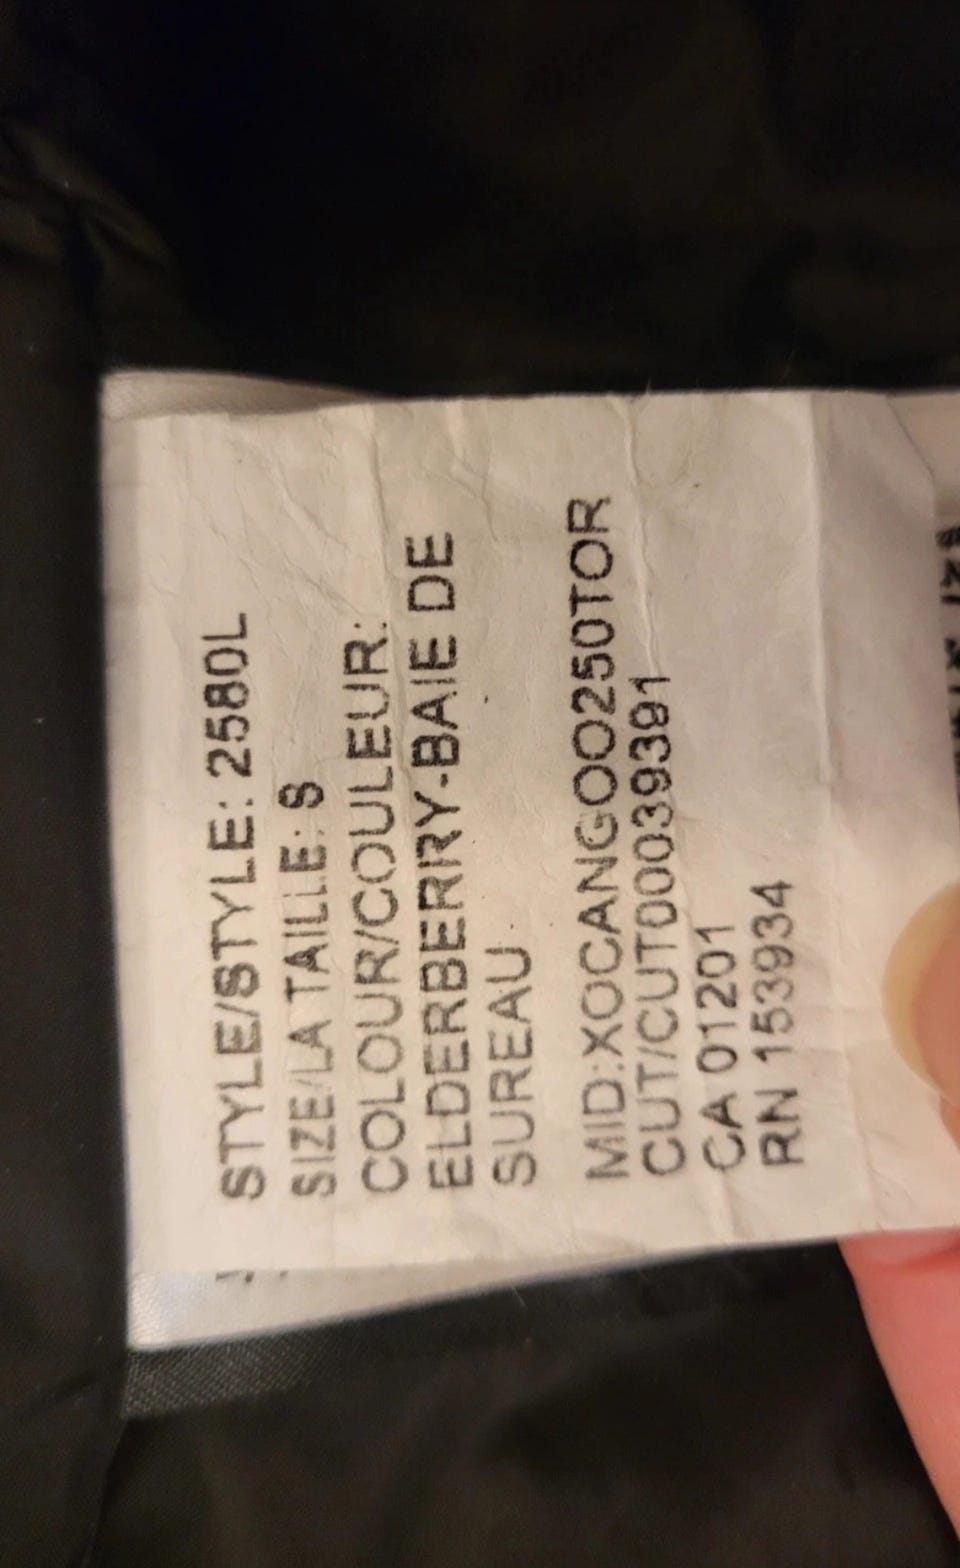 STYLE/STYLE: 2580L
SIZE/LA TAILLE: S
COLOUR/COULEUR:
ELDERBERRY-BAIE DE
SUREAU
MID:XOCANGOO250TOR
CUT/CUT00039391
CA 01201
RN 153934